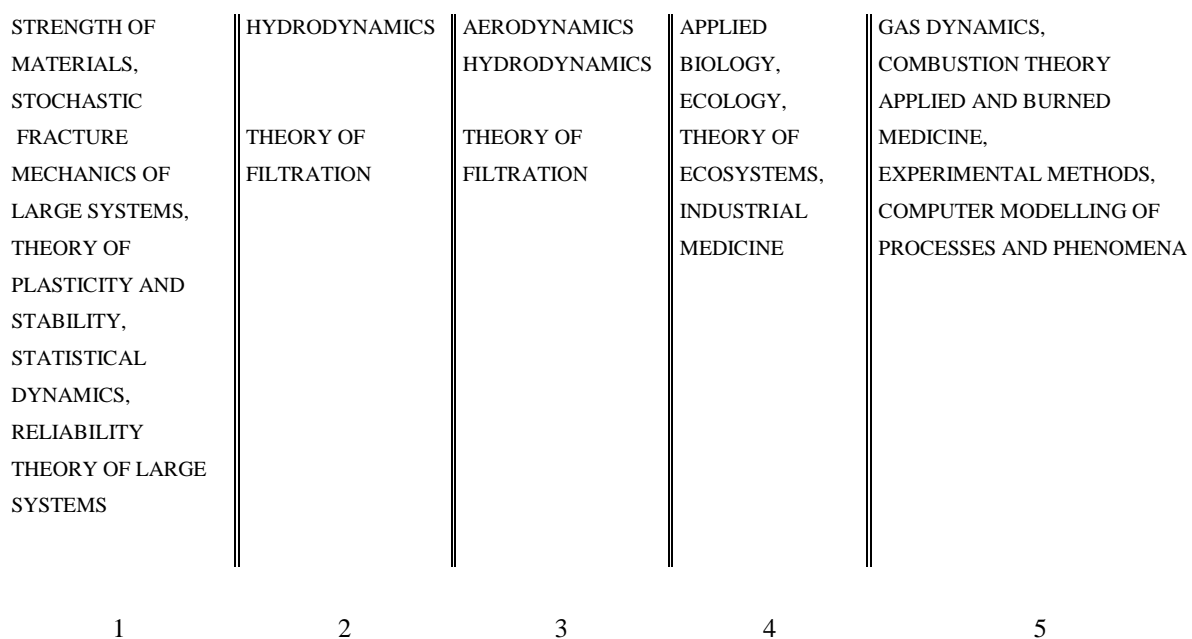 STRENGTH OF
MATERIALS,
STOCHASTIC
FRACTURE
MECHANICS OF
LARGE SYSTEMS,
THEORY OF
PLASTICITY AND
STABILITY,
STATISTICAL
DYNAMICS,
RELIABILITY
THEORY OF LARGE
SYSTEMS
HYDRODYNAMICS
THEORY OF
FILTRATION
AERODYNAMICS
HYDRODYNAMICS
THEORY OF
FILTRATION
APPLIED
BIOLOGY,
ECOLOGY,
THEORY OF
ECOSYSTEMS,
INDUSTRIAL
MEDICINE
GAS DYNAMICS,
COMBUSTION THEORY
APPLIED AND BURNED
MEDICINE,
EXPERIMENTAL METHODS,
COMPUTER MODELLING OF
PROCESSES AND PHENOMENA
1 2 3 4 5